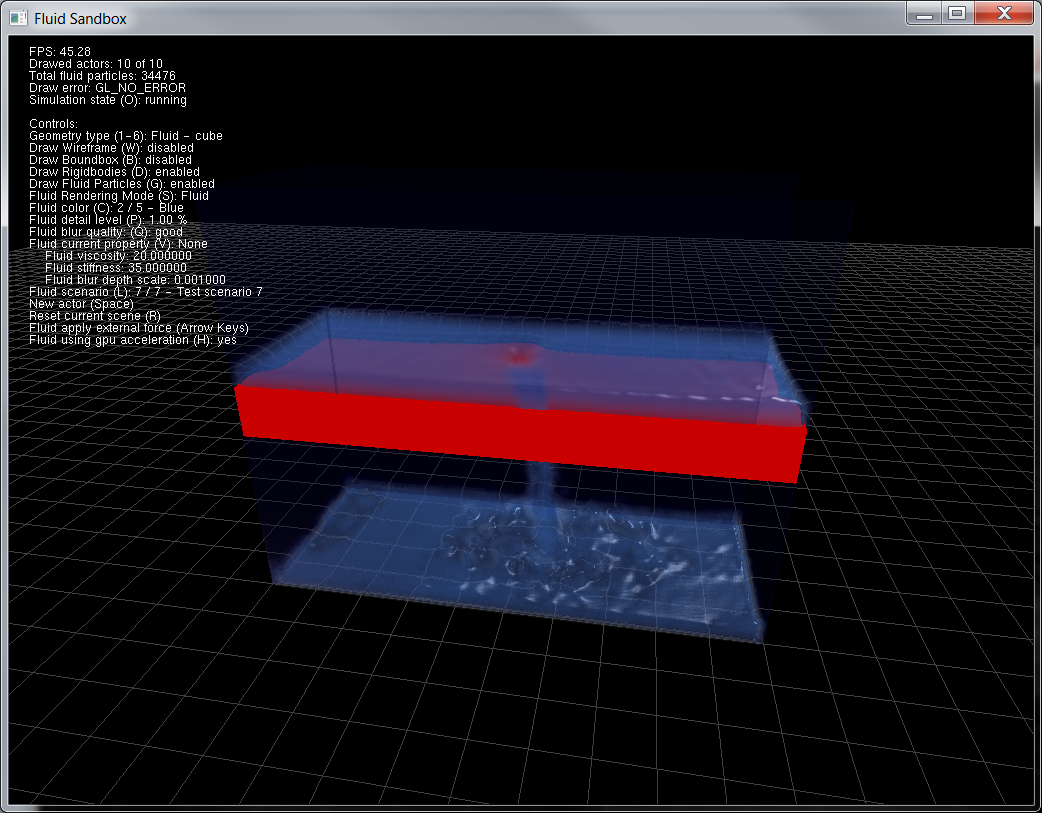 Fluid Sandbox
FPS: 45.28
Drawed actors: 10 of 10
Total fluid particles: 34476
Draw error: GL_NO_ERROR
Simulation state (O): running
Controls:
Geometry type (1-6): Fluid - cube
Draw Wireframe (W): disabled
Draw Boundbox (B): disabled
Draw Rigidbodies (D): enabled
Draw Fluid Particles (G): enabled
Fluid Rendering Mode (S): Fluid
Fluid color (C): 2 / 5 - Blue
Fluid detail level (P): 1.00 %
Fluid blur quality: (Q): good
Fluid current property (V): None
Fluid viscosity: 20.000000
Fluid stiffness: 35.000000
Fluid blur depth scale: 0.001000
Fluid scenario (L): 7 / 7 - Test scenario 7
New actor (Space)
Reset current scene (R)
Fluid apply external force (Arrow Keys)
Fluid using gpu acceleration (H): yes